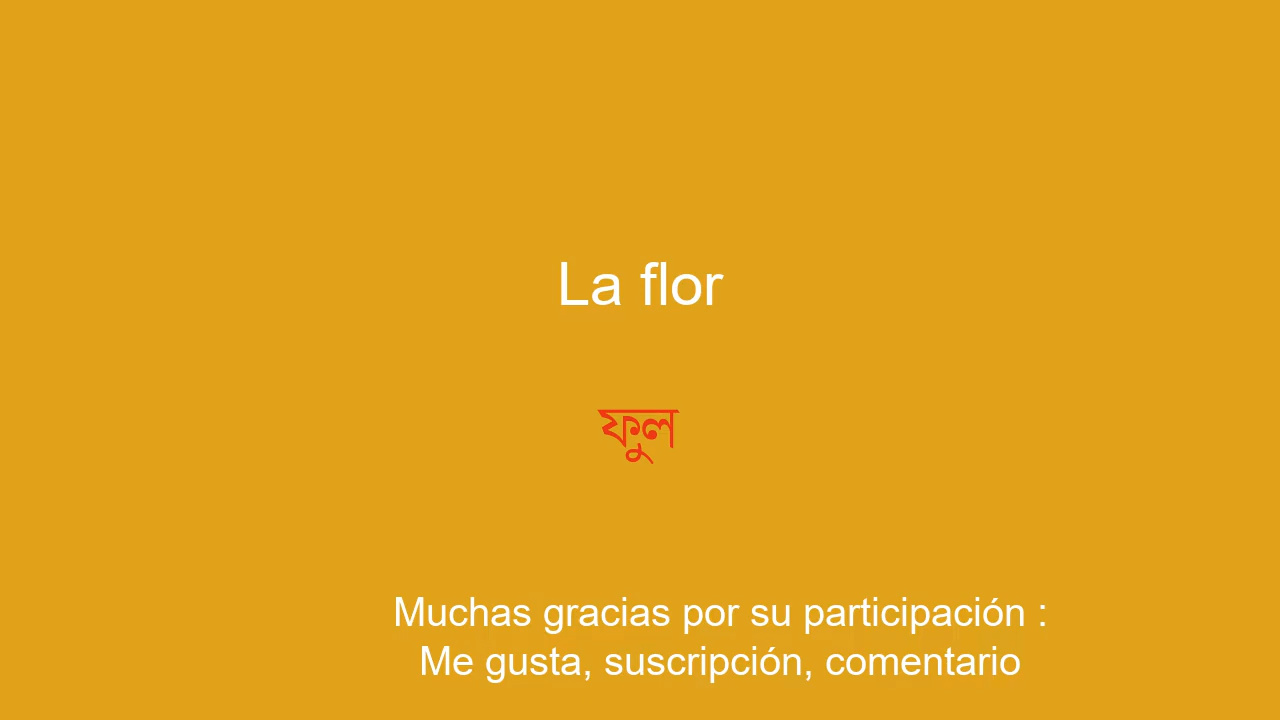 La flor
ফুল
Muchas gracias por su participación :
Me gusta, suscripción, comentario